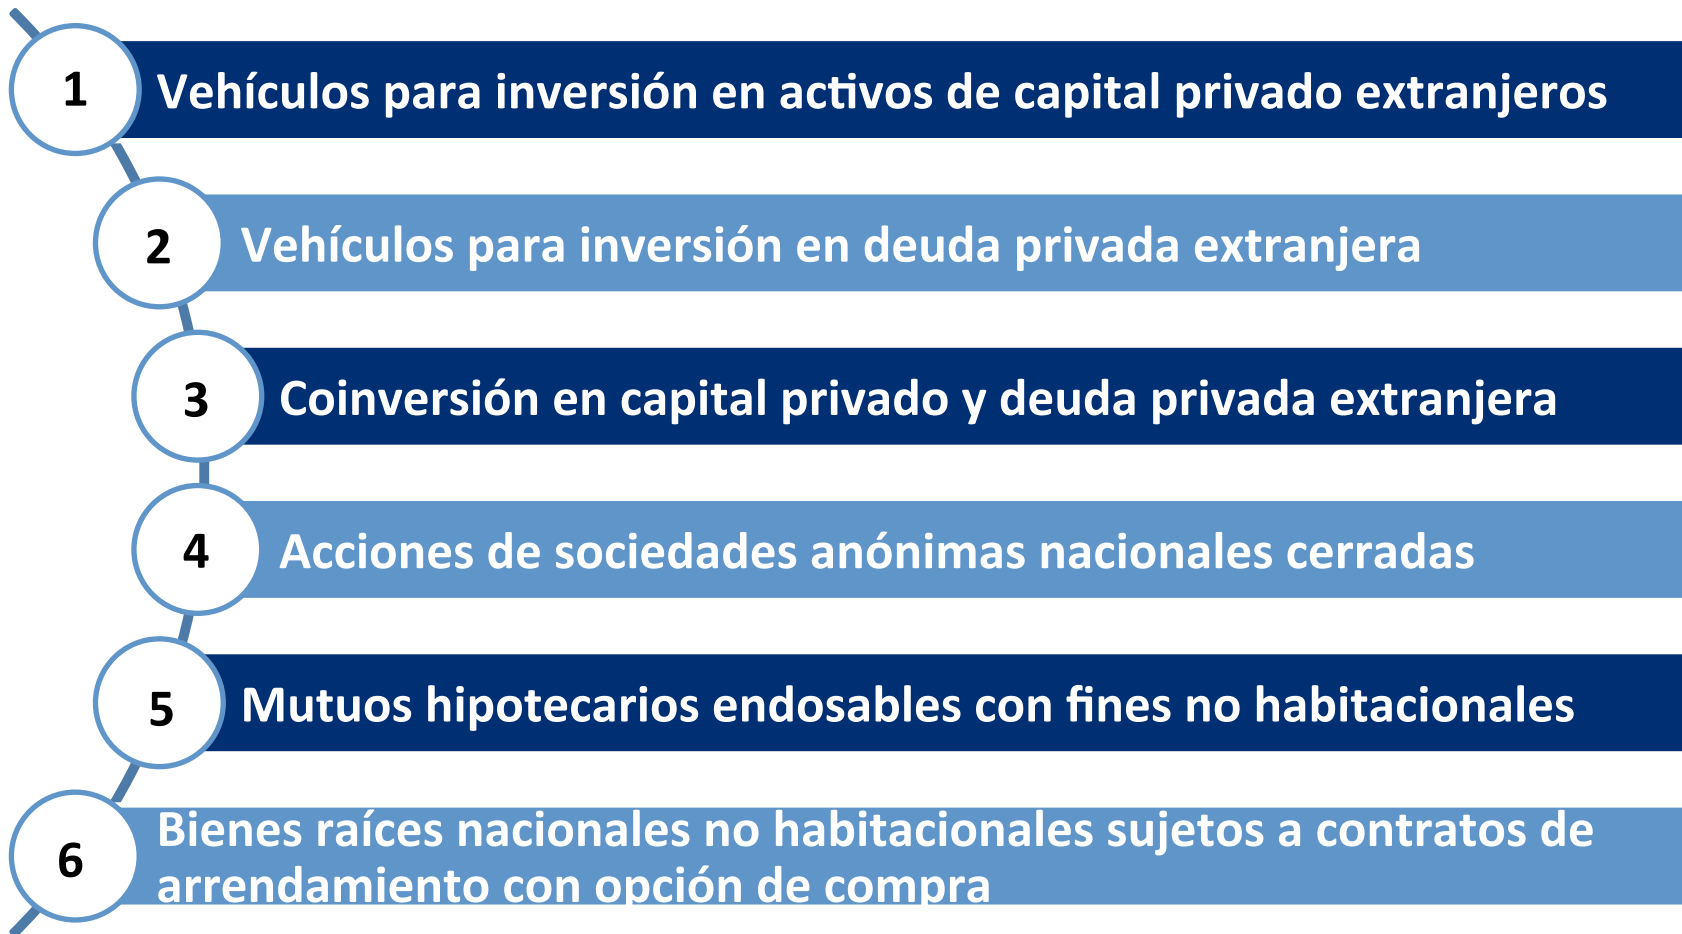 1 Vehículos para inversión en activos de capital privado extranjeros
2 Vehículos para inversión en deuda privada extranjera
3 Coinversión en capital privado y deuda privada extranjera
4 Acciones de sociedades anónimas nacionales cerradas
5 Mutuos hipotecarios endosables con fines no habitacionales
6 Bienes raíces nacionales no habitacionales sujetos a contratos de
arrendamiento con opción de compra